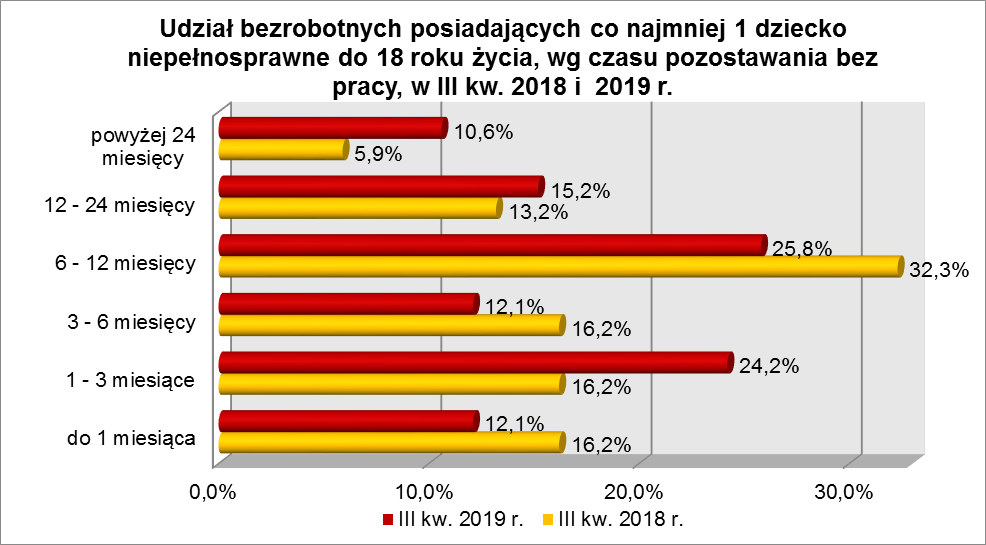 Udział bezrobotnych posiadających co najmniej 1 dziecko
niepełnosprawne do 18 roku życia, wg czasu pozostawania bez
pracy, w III kw. 2018 i 2019 r.
powyżej 24
miesięcy
10,6%
5,9%
12 - 24 miesięcy
15,2%
13,2%
6 - 12 miesięcy
25,8%
32,3%
3 - 6 miesięcy
12,1%
16,2%
1 - 3 miesiące
24,2%
16,2%
do 1 miesiąca
12,1%
16,2%
0,0% 10,0% 20,0% 30,0%
III kw. 2019 r. III kw. 2018 r.